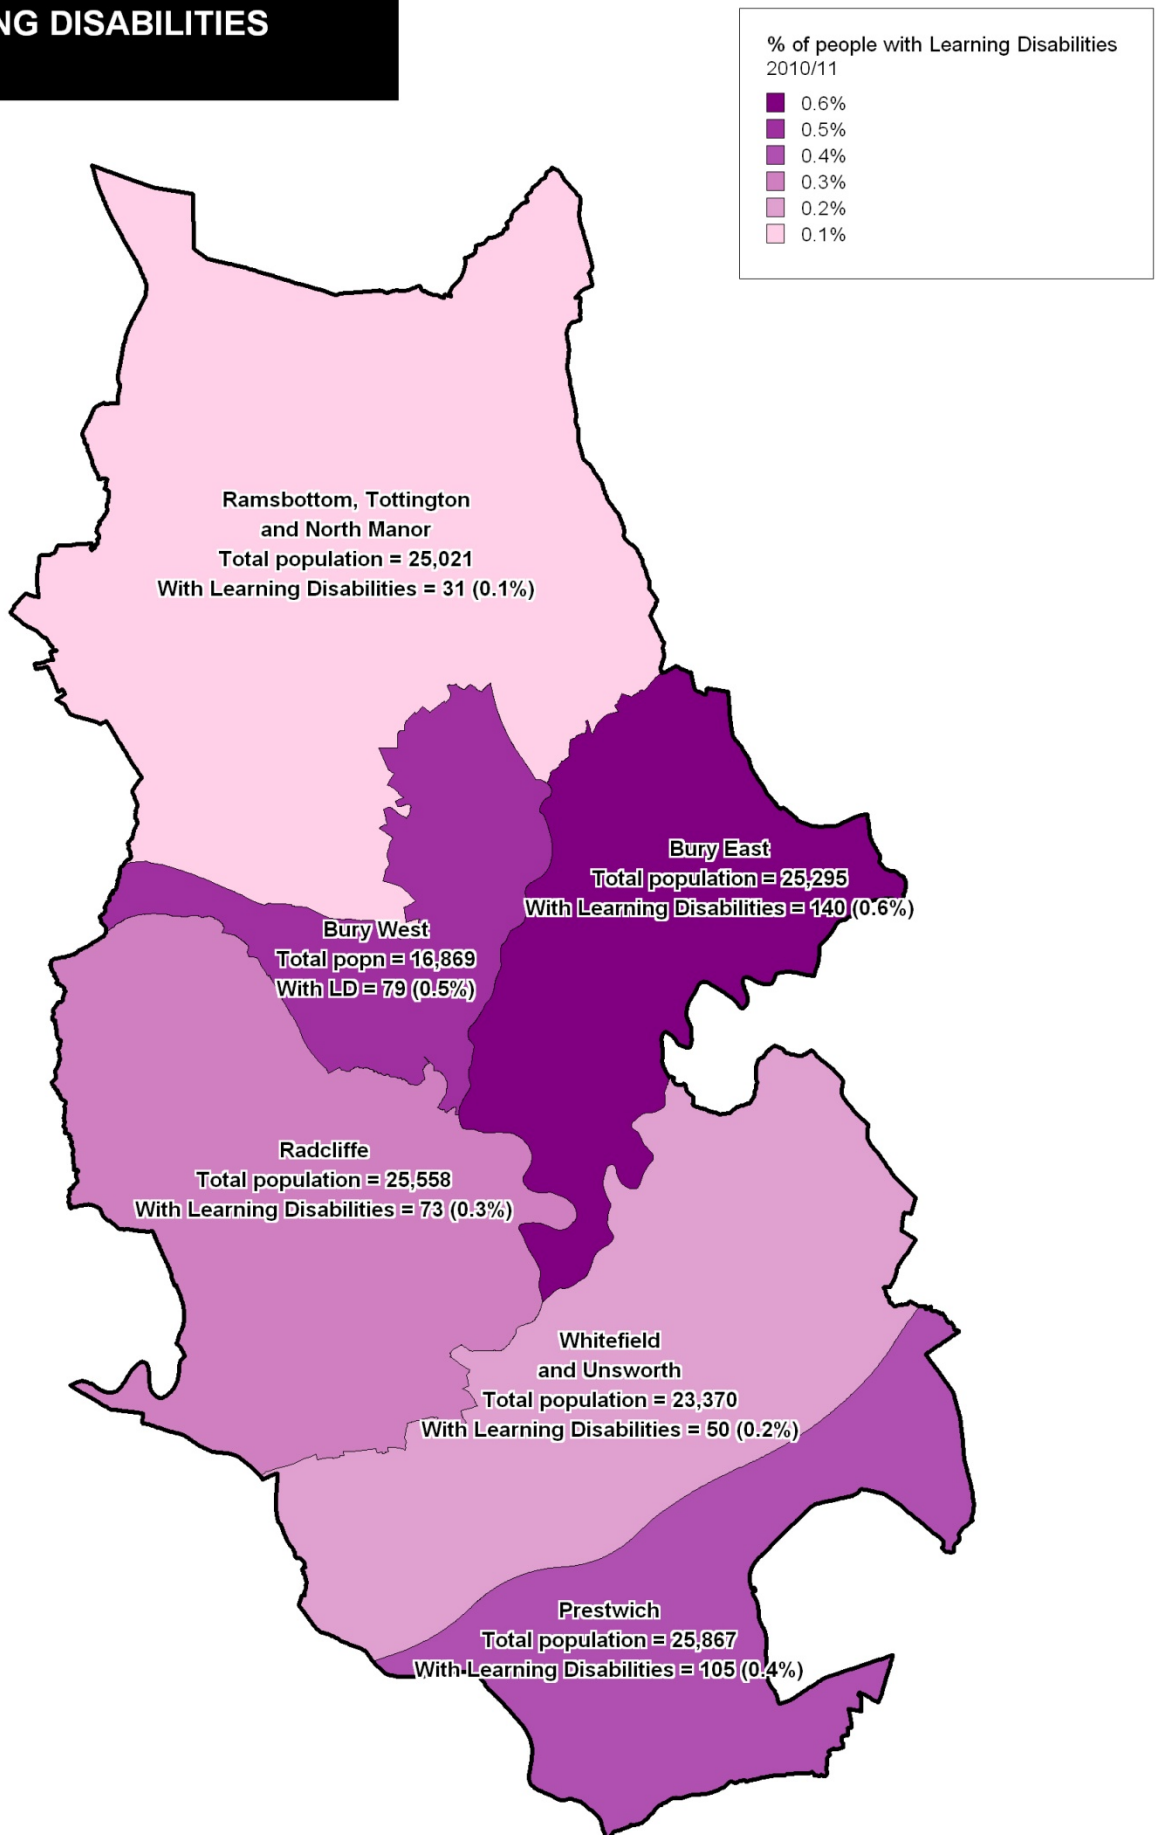 NG DISABILITIES
% of people with Learning Disabilities
2010/11
0.6%
0.5%
0.4%
0.3%
0.2%
0.1%
Ramsbottom, Tottington
and North Manor
Total population = 25,021
With Learning Disabilities = 31 (0.1%)
Bury East
Total population = 25,295
With Learning Disabilities = 140 (0.6%)
Bury West
Total popn = 16,869
With LD = 79 (0.5%)
Radcliffe
Total population = 25,558
With Learning Disabilities = 73 (0.3%)
Whitefield
and Unsworth
Total population = 23,370
With Learning Disabilities = 50 (0.2%)
Prestwich
Total population = 25,867
With Learning Disabilities = 105 (0.4%)